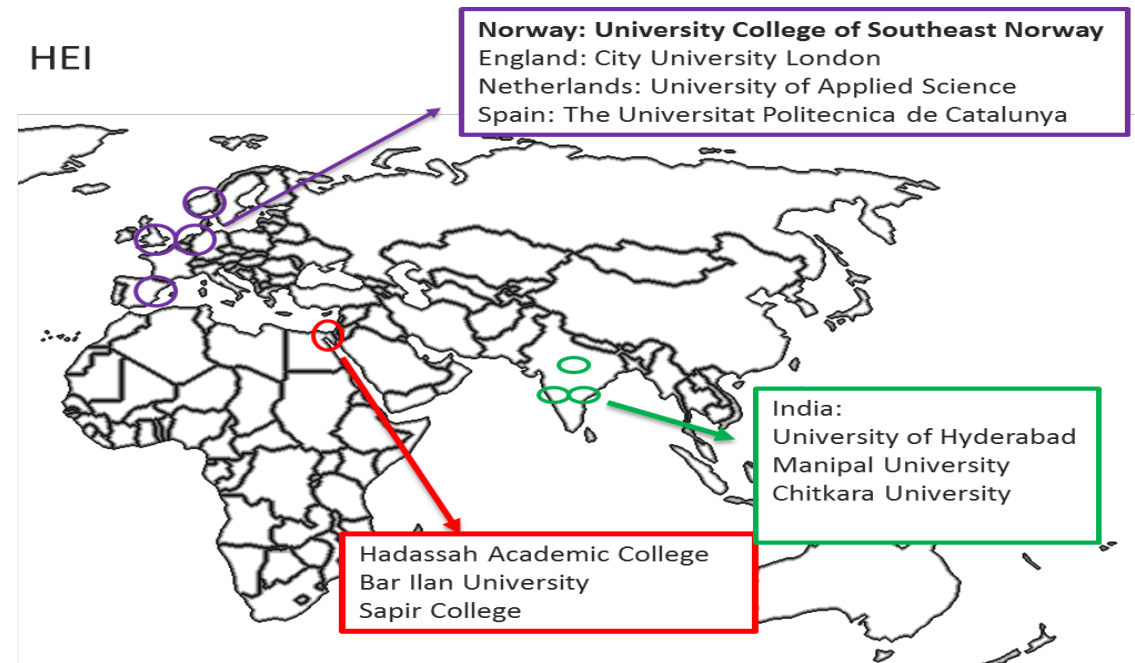 HEI
Norway: University College of Southeast Norway
England: City University London
Netherlands: University of Applied Science
Spain: The Universitat Politecnica de Catalunya
India:
University of Hyderabad
Manipal University
Chitkara University
Hadassah Academic College
Bar Ilan University
Sapir College